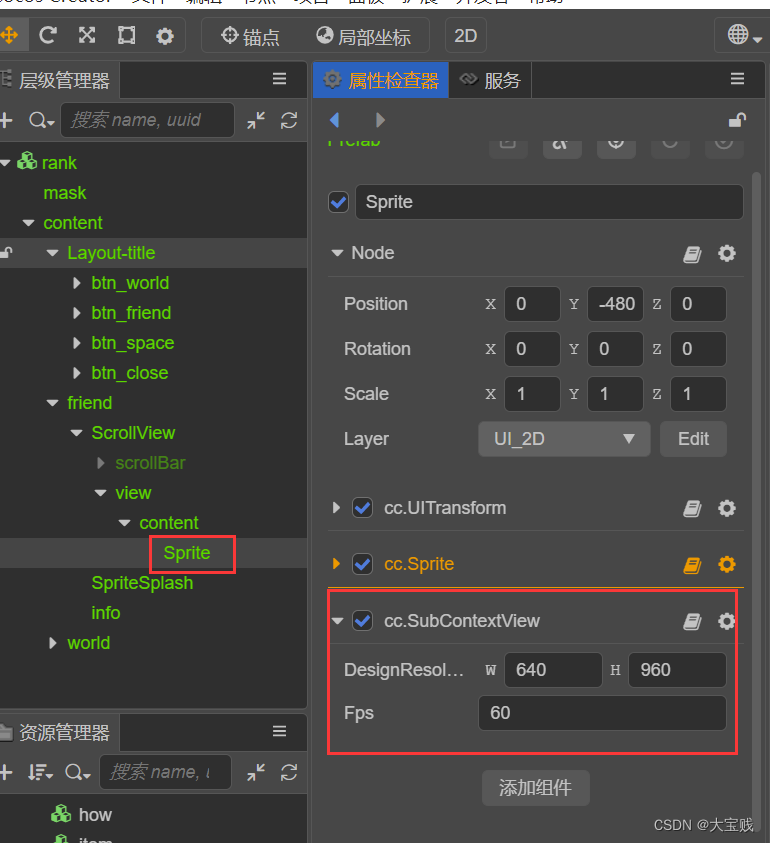 锚点 局部坐标 2D
层级管理器
搜索 name, uuid
rank
mask
content
Layout-title
btn_world
btn_friend
btn_space
btn_close
friend
ScrollView
scrollBar
view
content
Sprite
SpriteSplash
info
world
资源管理器
搜索 name,
how
属性检查器 服务
Prefab
Sprite
Node
Position X 0 Y -480 Z 0
Rotation X 0 Y 0 Z 0
Scale X 1 Y 1 Z 1
Layer UI_2D Edit
cc.UITransform
cc.Sprite
cc.SubContextView
DesignResol... W 640 H 960
Fps 60
添加组件
CSDN @大宝贱